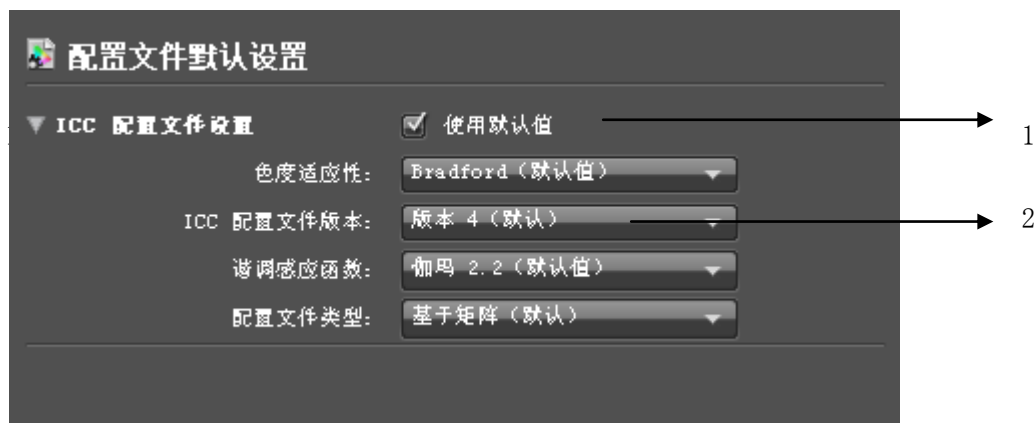 配置文件默认设置
ICC 配置文件设置 使用默认值 1
色度适应性: Bradford（默认值）
ICC 配置文件版本: 版本 4（默认） 2
谐调感应函数: 伽玛 2.2（默认值）
配置文件类型: 基于矩阵（默认）